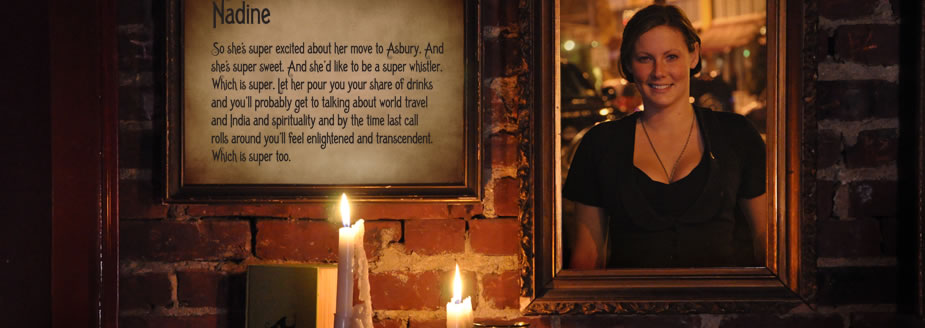 Nadine
So she's super excited about her move to Asbury. And
she's super sweet. And she'd like to be a super whistler.
Which is super. Let her pour you your share of drinks
and you'll probably get to talking about world travel
and India and spirituality and by the time last call
rolls around you'll feel enlightened and transcendent.
Which is super too.